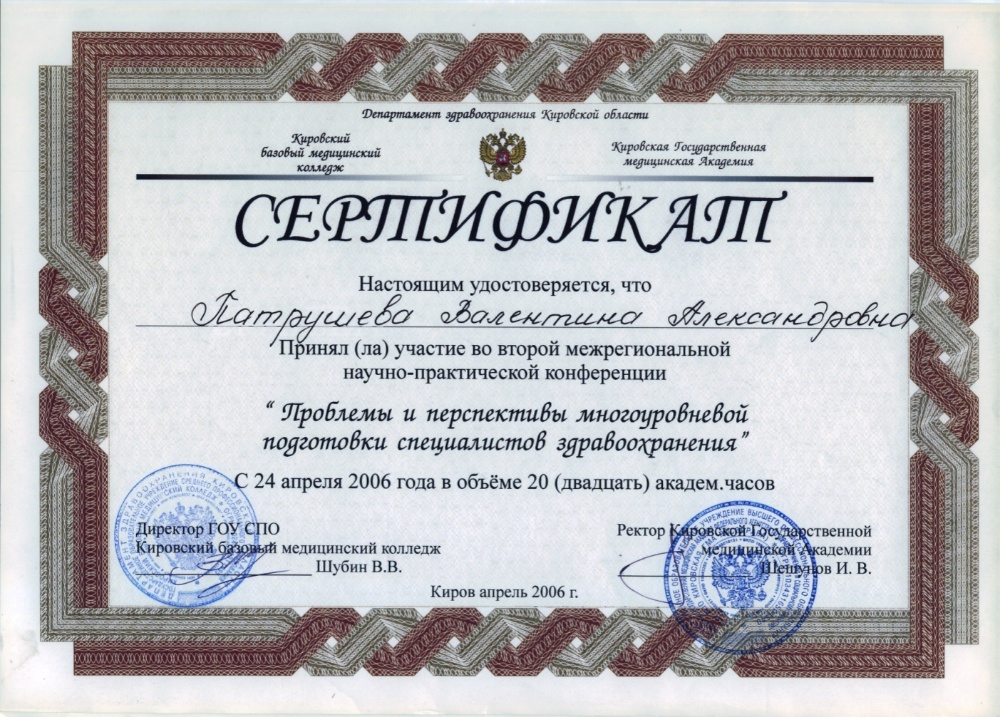 Департамент здравоохранения Кировской области
Кировский
базовый медицинский
колледж
Кировская Государственная
медицинская Академия
СЕРТИФИКАТ
Настоящим удостоверяется, что
Патрушева Валентина Александровна
Принял (ла) участие во второй межрегиональной
научно-практической конференции
“ Проблемы и перспективы многоуровневой
подготовки специалистов здравоохранения”
С 24 апреля 2006 года в объёме 20 (двадцать) академ.часов
Директор ГОУ СПО
Кировский базовый медицинский колледж
Шубин В.В.
Ректор Кировской Государственной
медицинской Академии
Шешунов И. В.
Киров апрель 2006 г.